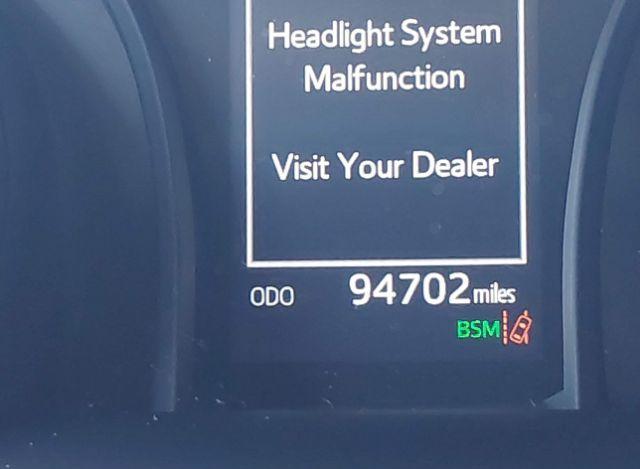 Headlight System
Malfunction
Visit Your Dealer
ODO 94702 miles
BSM